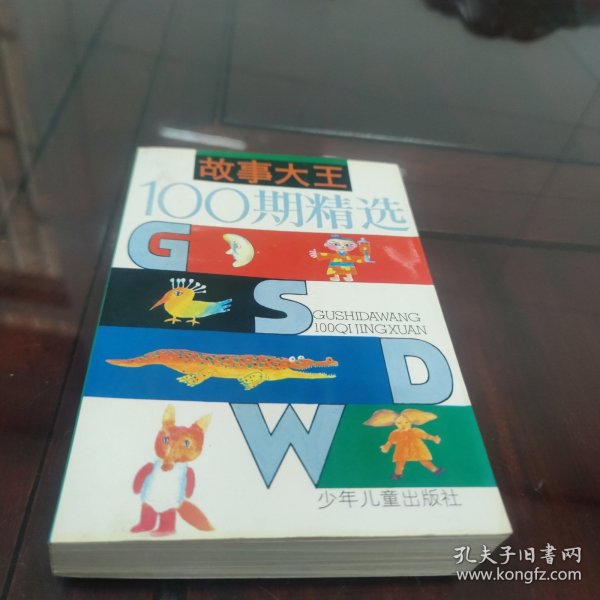 故事大王
100期精选
G
S
GUSHIDAWANG
100QI JINGXUAN
D
W
少年儿童出版社
孔夫子旧书网
www.kongfz.com